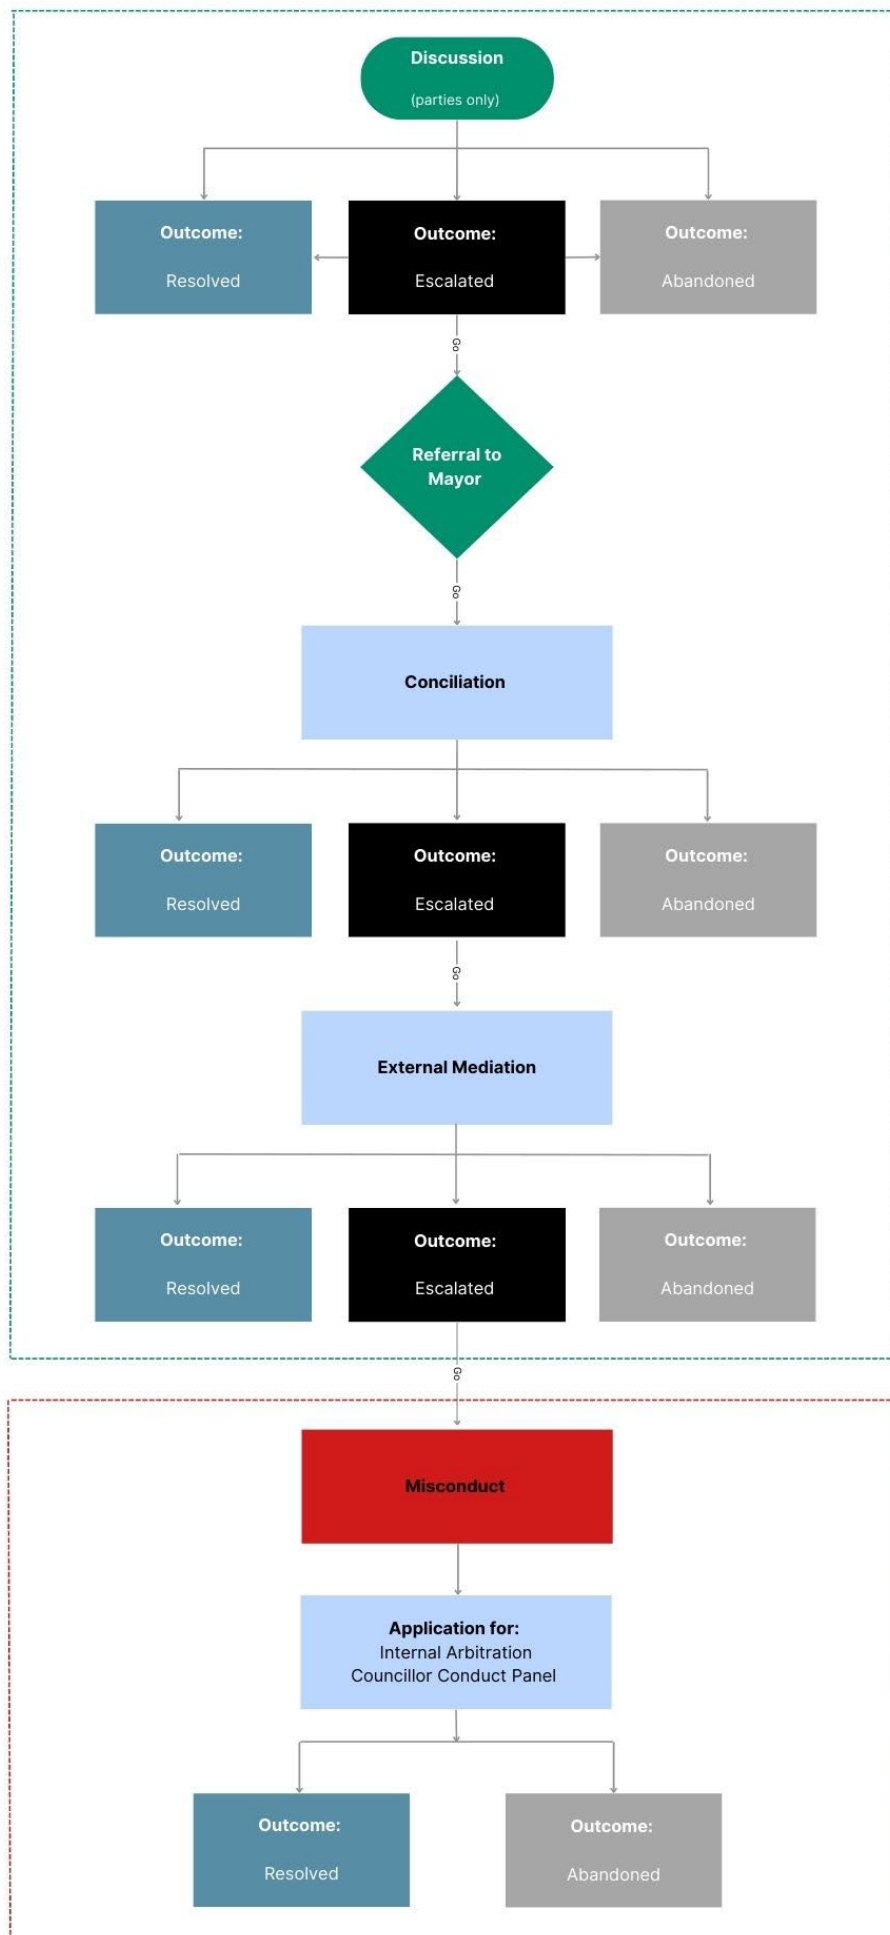 Discussion
(parties only)
Outcome:
Resolved
Outcome:
Escalated
Outcome:
Abandoned
Go
Referral to
Mayor
Go
Conciliation
Outcome:
Resolved
Outcome:
Escalated
Outcome:
Abandoned
Go
External Mediation
Outcome:
Resolved
Outcome:
Escalated
Outcome:
Abandoned
Go
Misconduct
Application for:
Internal Arbitration
Councillor Conduct Panel
Outcome:
Resolved
Outcome:
Abandoned